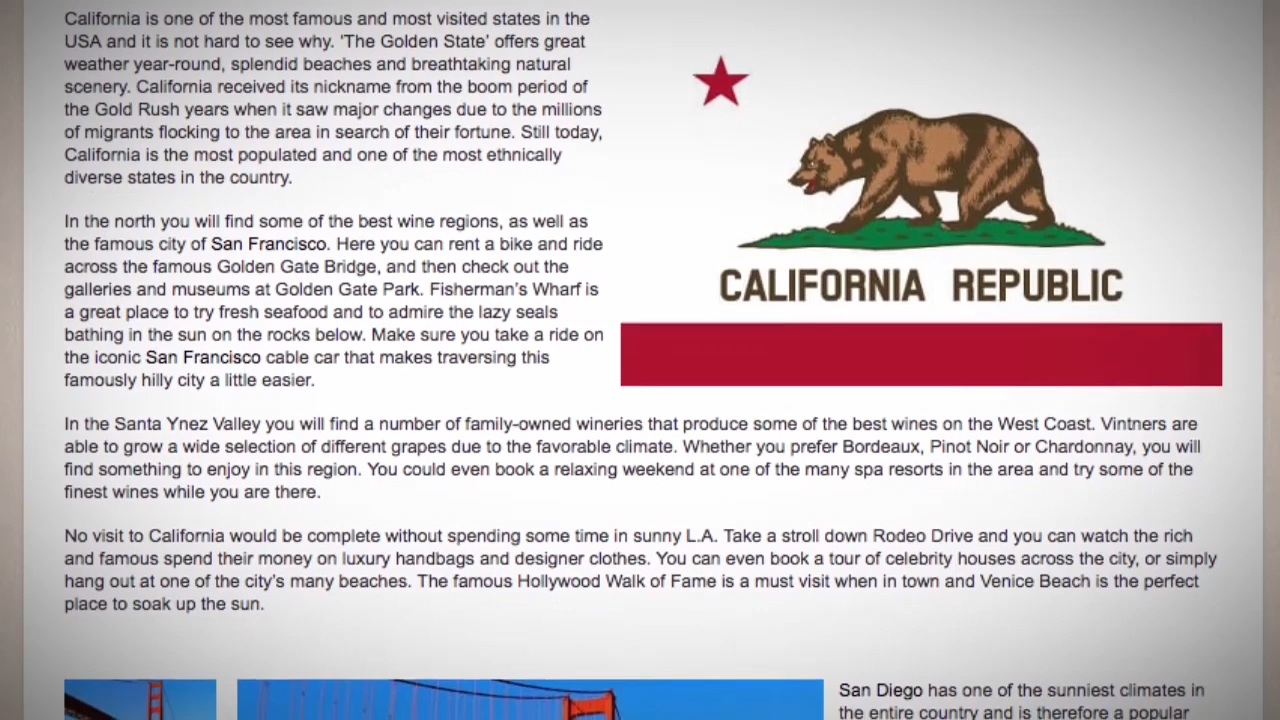 California is one of the most famous and most visited states in the
USA and it is not hard to see why. ‘The Golden State’ offers great
weather year-round, splendid beaches and breathtaking natural
scenery. California received its nickname from the boom period of
the Gold Rush years when it saw major changes due to the millions
of migrants flocking to the area in search of their fortune. Still today,
California is the most populated and one of the most ethnically
diverse states in the country.
In the north you will find some of the best wine regions, as well as
the famous city of San Francisco. Here you can rent a bike and ride
across the famous Golden Gate Bridge, and then check out the
galleries and museums at Golden Gate Park. Fisherman’s Wharf is
a great place to try fresh seafood and to admire the lazy seals
bathing in the sun on the rocks below. Make sure you take a ride on
the iconic San Francisco cable car that makes traversing this
famously hilly city a little easier.
CALIFORNIA REPUBLIC
In the Santa Ynez Valley you will find a number of family-owned wineries that produce some of the best wines on the West Coast. Vintners are
able to grow a wide selection of different grapes due to the favorable climate. Whether you prefer Bordeaux, Pinot Noir or Chardonnay, you will
find something to enjoy in this region. You could even book a relaxing weekend at one of the many spa resorts in the area and try some of the
finest wines while you are there.
No visit to California would be complete without spending some time in sunny L.A. Take a stroll down Rodeo Drive and you can watch the rich
and famous spend their money on luxury handbags and designer clothes. You can even book a tour of celebrity houses across the city, or simply
hang out at one of the city’s many beaches. The famous Hollywood Walk of Fame is a must visit when in town and Venice Beach is the perfect
place to soak up the sun.
San Diego has one of the sunniest climates in
the entire country and is therefore a popular